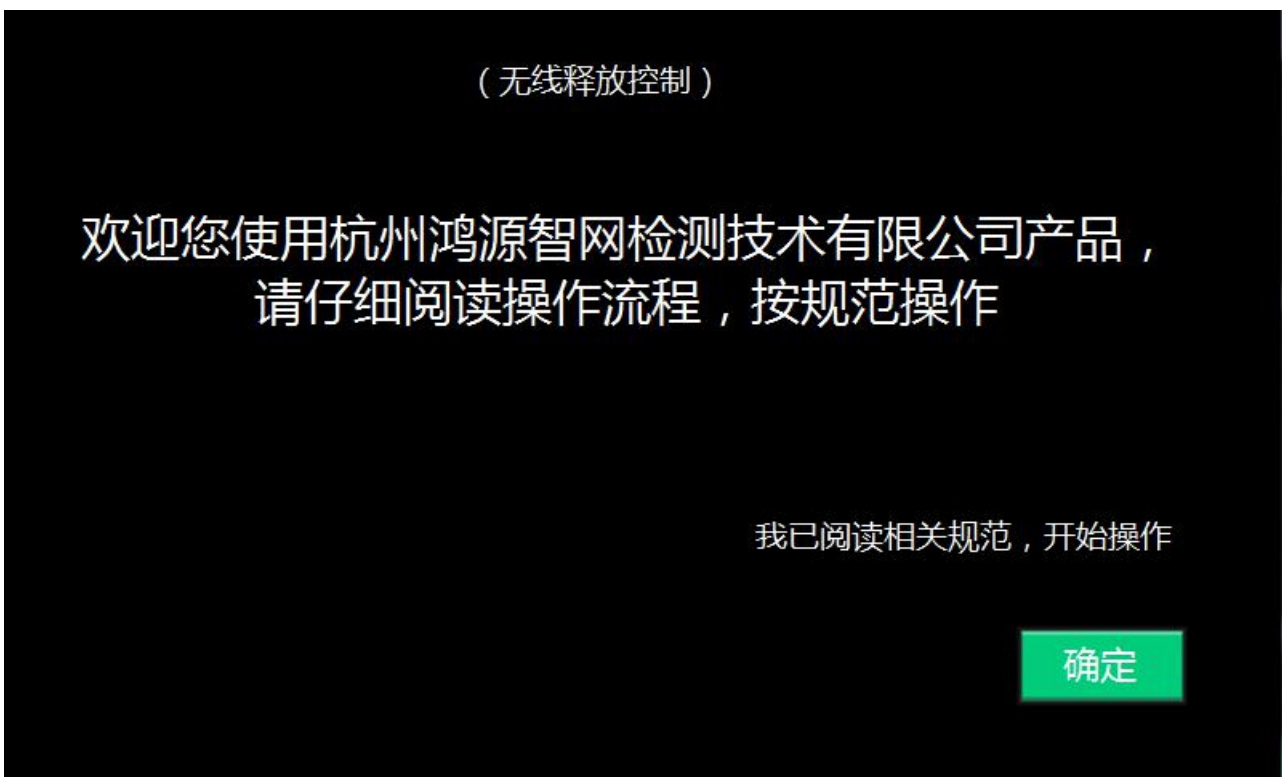 （无线释放控制）
欢迎您使用杭州鸿源智网检测技术有限公司产品，
请仔细阅读操作流程，按规范操作
我已阅读相关规范，开始操作
确定